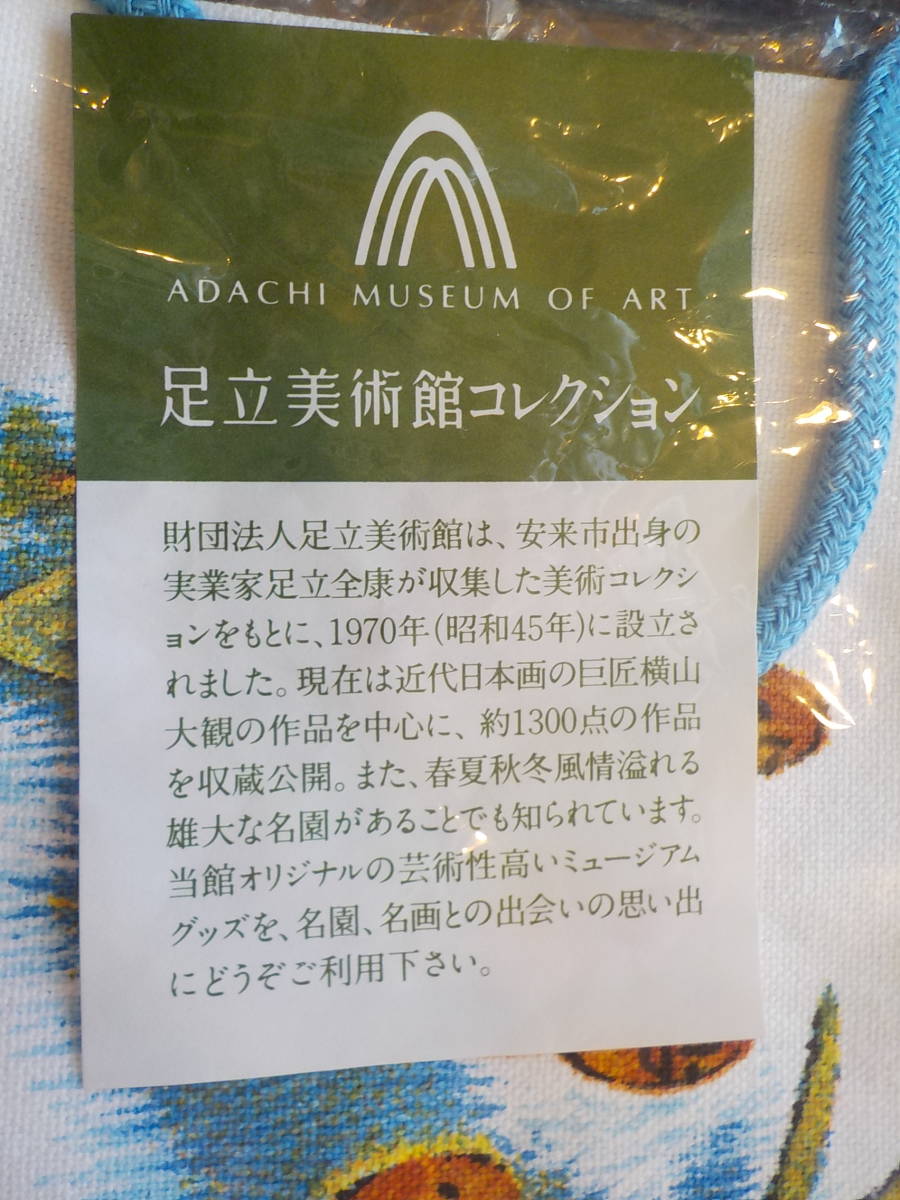 ADACHI MUSEUM OF ART
足立美術館コレクション
財団法人足立美術館は、安来市出身の
実業家足立全康が収集した美術コレクシ
ョンをもとに、1970年(昭和45年)に設立さ
れました。現在は近代日本画の巨匠横山
大観の作品を中心に、約1300点の作品
を収蔵公開。また、春夏秋冬風情溢れる
雄大な名園があることでも知られています。
当館オリジナルの芸術性高いミュージアム
グッズを、名園、名画との出会いの思い出
にどうぞご利用下さい。